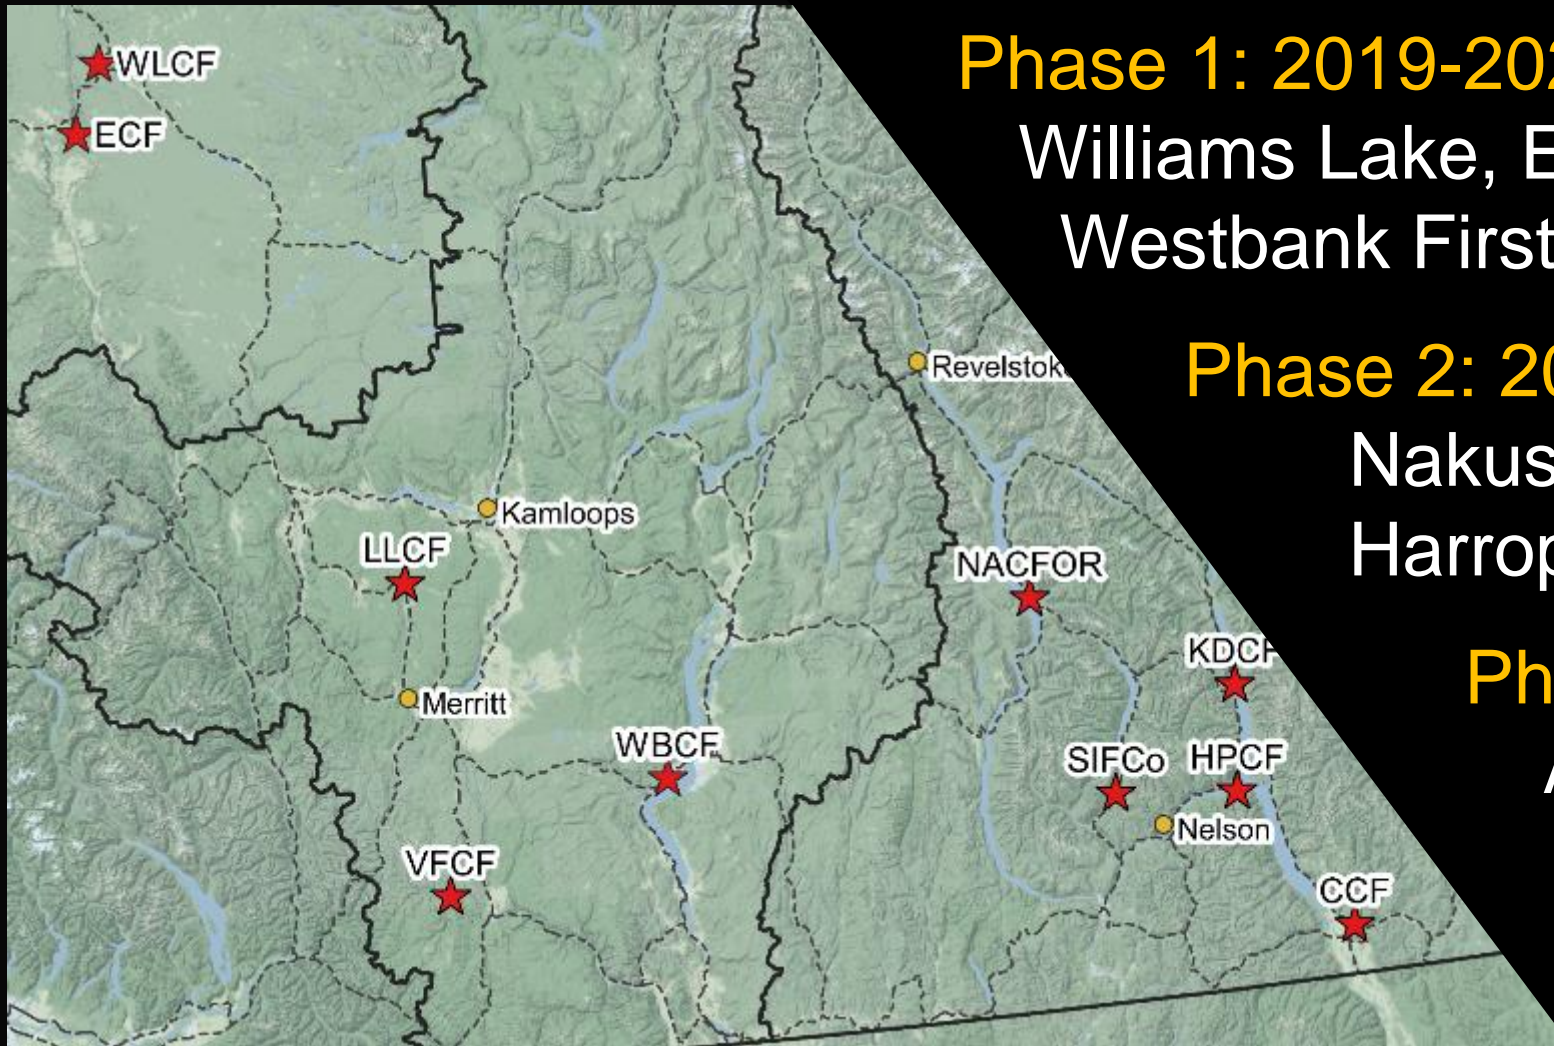 WLCF
ECF
Phase 1: 2019-202
Williams Lake, E
Westbank First
Revelstoke
Phase 2: 20
Nakus
Harrop
Kamloops
LLCF
NACFOR
KDCF
Ph
Merritt
WBCF
SIFCo
HPCF
A
Nelson
VFCF
CCF